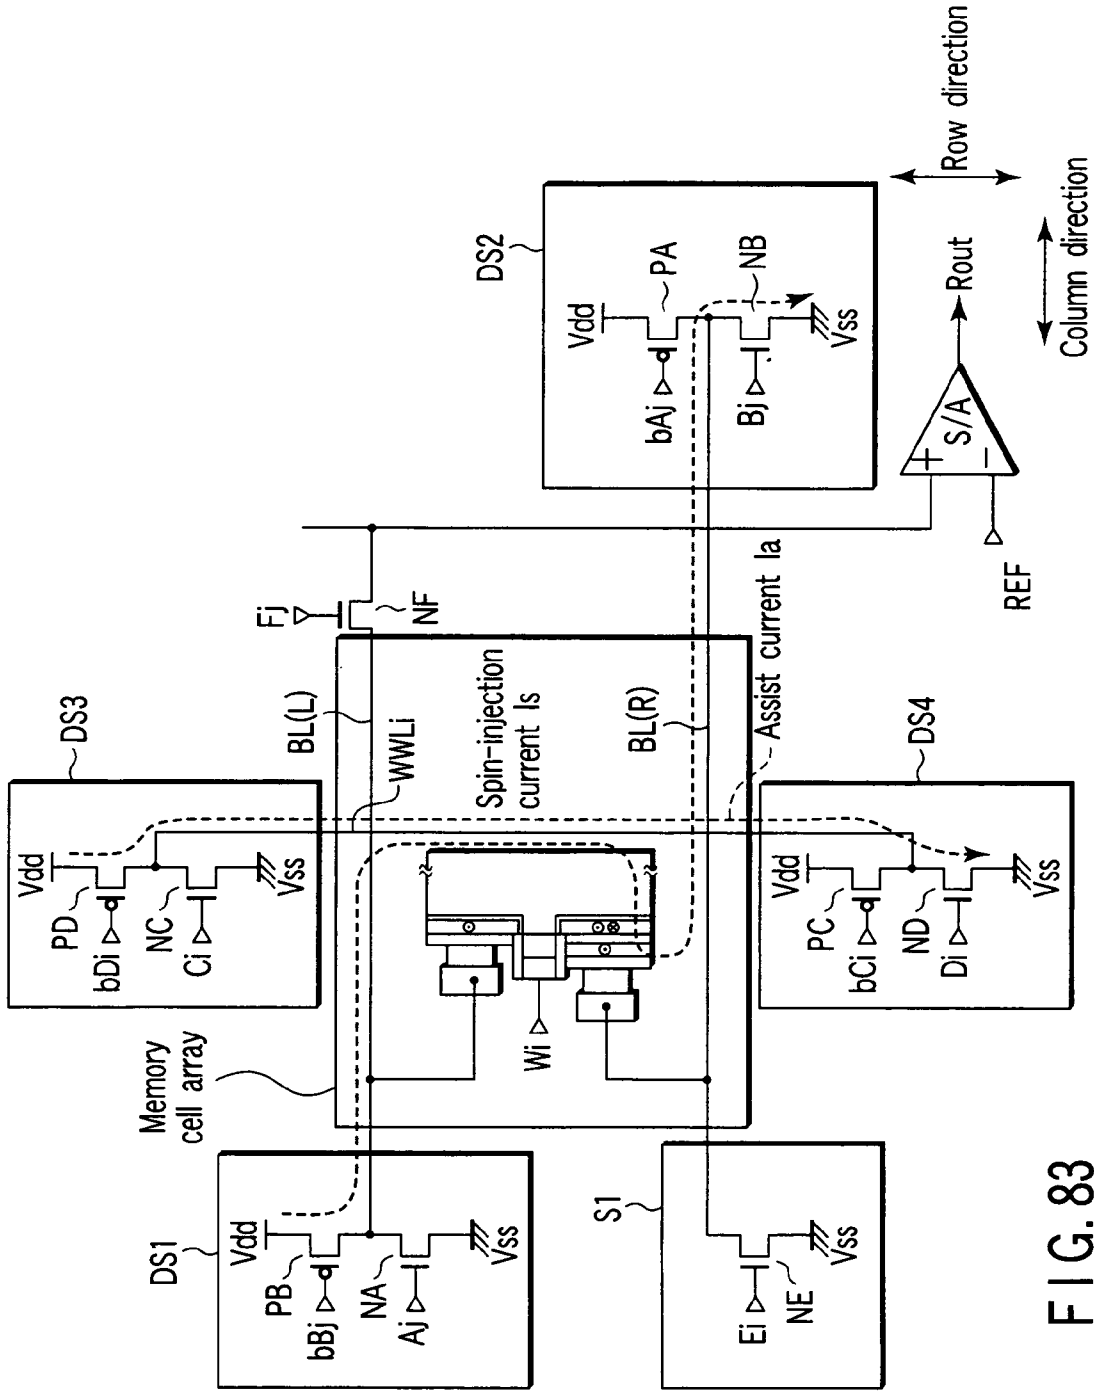 DS1
Vdd
PB
bBj
NA
Aj
Vss
Memory
cell array
DS3
Vdd
PD
bDi
NC
Ci
Vss
BL(L)
WWLi
Fj
NF
Spin-injection
current Is
Wi
BL(R)
Assist current Ia
S1
Ei
NE
Vss
DS4
Vdd
PC
bCi
ND
Di
Vss
DS2
Vdd
PA
bAj
NB
Bj
Vss
S/A
+
−
REF
Rout
Row direction
Column direction
FIG. 83